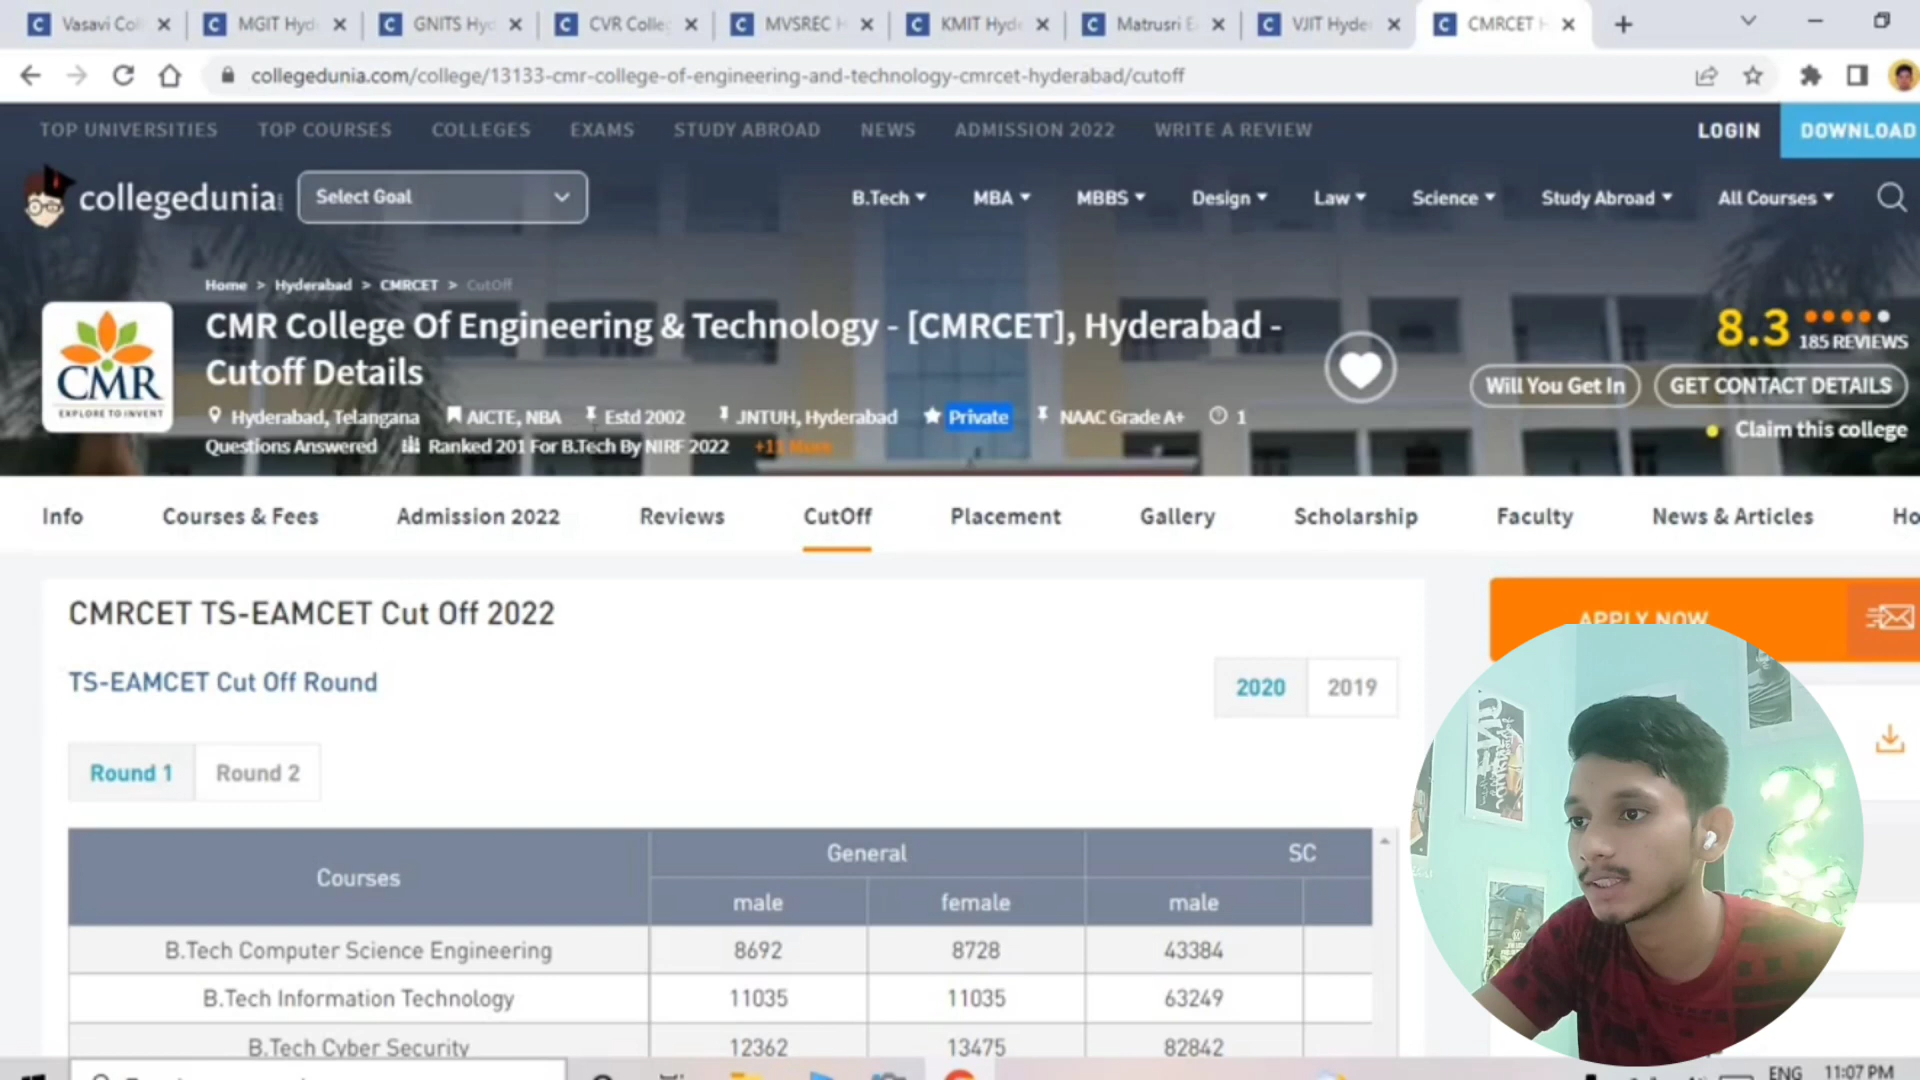 Vasavi Col
MGIT Hyd
GNITS Hyd
CVR Colleg
MVSREC H
KMIT Hyde
Matrusri E
VJIT Hyde
CMRCET H
collegedunia.com/college/13133-cmr-college-of-engineering-and-technology-cmrcet-hyderabad/cutoff
TOP UNIVERSITIES TOP COURSES COLLEGES EXAMS STUDY ABROAD NEWS ADMISSION 2022 WRITE A REVIEW LOGIN DOWNLOAD
collegedunia
Select Goal
B.Tech MBA MBBS Design Law Science Study Abroad All Courses
Home > Hyderabad > CMRCET > CutOff
CMR
EXPLORE TO INVENT
CMR College Of Engineering & Technology - [CMRCET], Hyderabad -
Cutoff Details
8.3
185 REVIEWS
Will You Get In
GET CONTACT DETAILS
Hyderabad, Telangana AICTE, NBA Estd 2002 JNTUH, Hyderabad Private NAAC Grade A+ 1
Questions Answered Ranked 201 For B.Tech By NIRF 2022 +11 More
Claim this college
Info Courses & Fees Admission 2022 Reviews CutOff Placement Gallery Scholarship Faculty News & Articles Ho
CMRCET TS-EAMCET Cut Off 2022
APPLY NOW
TS-EAMCET Cut Off Round
2020 2019
Round 1 Round 2
Courses General SC
male female male
B.Tech Computer Science Engineering 8692 8728 43384
B.Tech Information Technology 11035 11035 63249
B.Tech Cyber Security 12362 13475 82842
ENG 11:07 PM